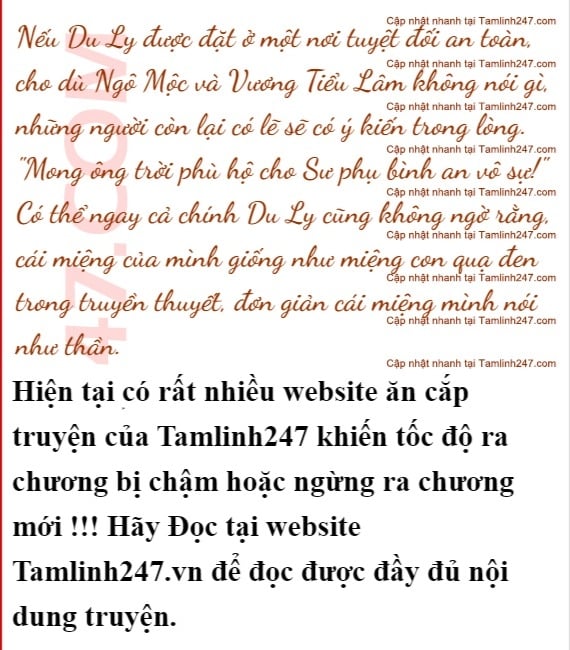 Cập nhật nhanh tại Tamlinh247.com
Nếu Du Ly được đặt ở một nơi tuyệt đối an toàn,
Cập nhật nhanh tại Tamlinh247.com
cho dù Ngô Mộc và Vương Tiểu Lâm không nói gì,
Cập nhật nhanh tại Tamlinh247.com
những người còn lại có lẽ sẽ có ý kiến trong lòng.
Cập nhật nhanh tại Tamlinh247.com
"Mong ông trời phù hộ cho Sư phụ bình an vô sự!"
Cập nhật nhanh tại Tamlinh247.com
Có thể ngay cả chính Du Ly cũng không ngờ rằng,
Cập nhật nhanh tại Tamlinh247.com
cái miệng của mình giống như miệng con quạ đen
Cập nhật nhanh tại Tamlinh247.com
trong truyền thuyết, đơn giản cái miệng mình nói
Cập nhật nhanh tại Tamlinh247.com
như thần.
Cập nhật nhanh tại Tamlinh247.com
47.COM
Hiện tại có rất nhiều website ăn cắp
truyện của Tamlinh247 khiến tốc độ ra
chương bị chậm hoặc ngừng ra chương
mới !!! Hãy Đọc tại website
Tamlinh247.vn để đọc được đầy đủ nội
dung truyện.